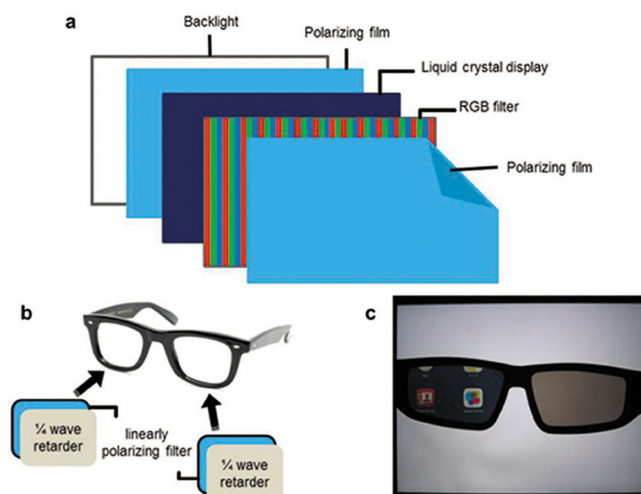 a
Backlight
Polarizing film
Liquid crystal display
RGB filter
Polarizing film
b
¼ wave
retarder
linearly
polarizing filter
¼ wave
retarder
c